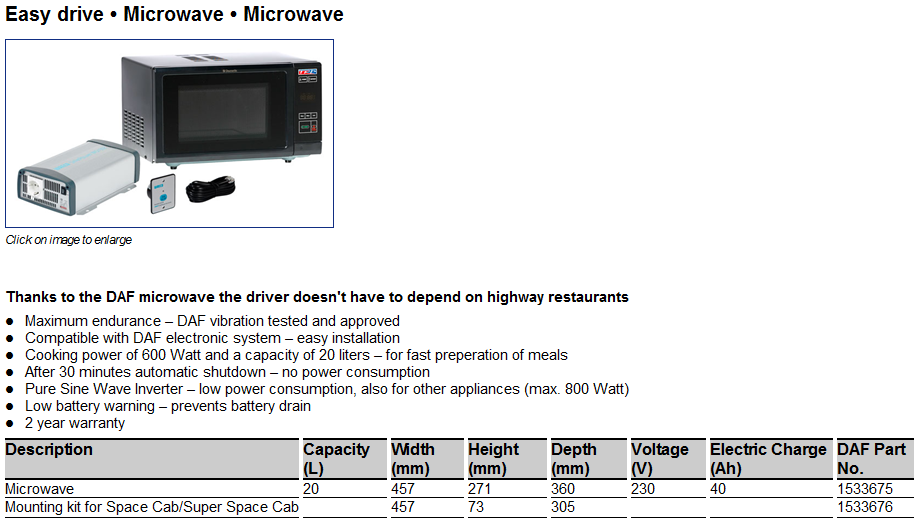 Easy drive • Microwave • Microwave
Click on image to enlarge
Thanks to the DAF microwave the driver doesn't have to depend on highway restaurants
● Maximum endurance – DAF vibration tested and approved
● Compatible with DAF electronic system – easy installation
● Cooking power of 600 Watt and a capacity of 20 liters – for fast preperation of meals
● After 30 minutes automatic shutdown – no power consumption
● Pure Sine Wave Inverter – low power consumption, also for other appliances (max. 800 Watt)
● Low battery warning – prevents battery drain
● 2 year warranty
Description Capacity (L) Width (mm) Height (mm) Depth (mm) Voltage (V) Electric Charge (Ah) DAF Part No.
Microwave 20 457 271 360 230 40 1533675
Mounting kit for Space Cab/Super Space Cab 457 73 305 1533676